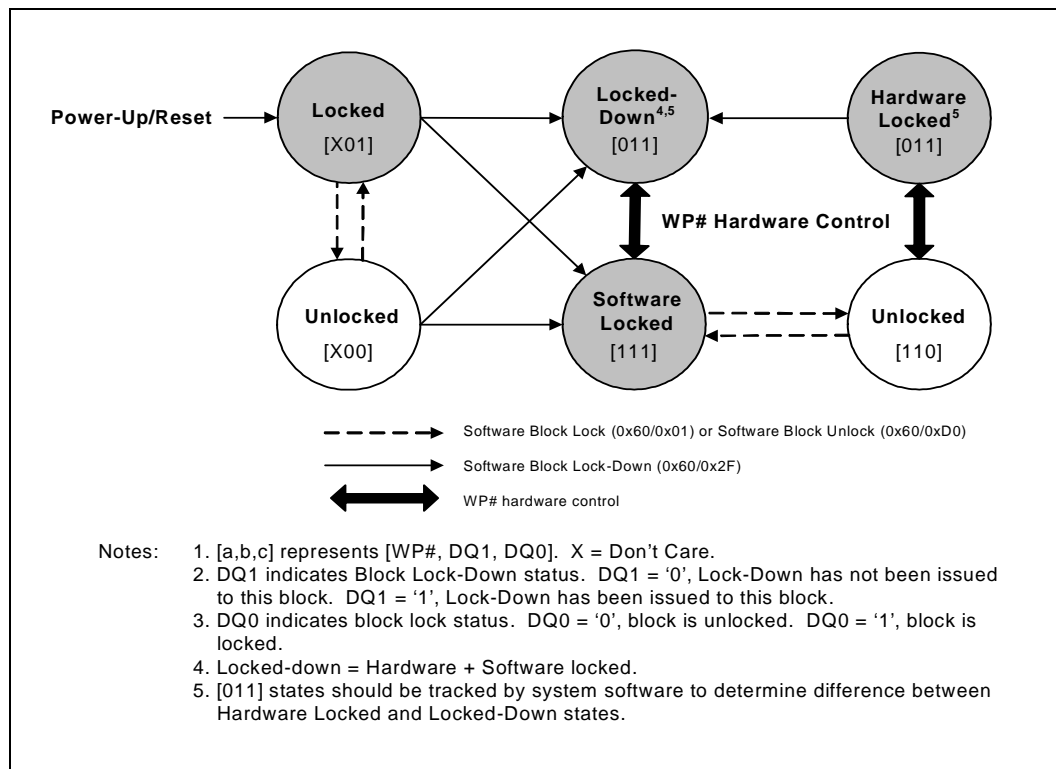 Power-Up/Reset
Locked
[X01]
Locked-
Down4,5
[011]
Hardware
Locked5
[011]
WP# Hardware Control
Unlocked
[X00]
Software
Locked
[111]
Unlocked
[110]
Software Block Lock (0x60/0x01) or Software Block Unlock (0x60/0xD0)
Software Block Lock-Down (0x60/0x2F)
WP# hardware control
Notes: 1. [a,b,c] represents [WP#, DQ1, DQ0]. X = Don't Care.
2. DQ1 indicates Block Lock-Down status. DQ1 = ‘0’, Lock-Down has not been issued
to this block. DQ1 = ‘1’, Lock-Down has been issued to this block.
3. DQ0 indicates block lock status. DQ0 = ‘0’, block is unlocked. DQ0 = ‘1’, block is
locked.
4. Locked-down = Hardware + Software locked.
5. [011] states should be tracked by system software to determine difference between
Hardware Locked and Locked-Down states.